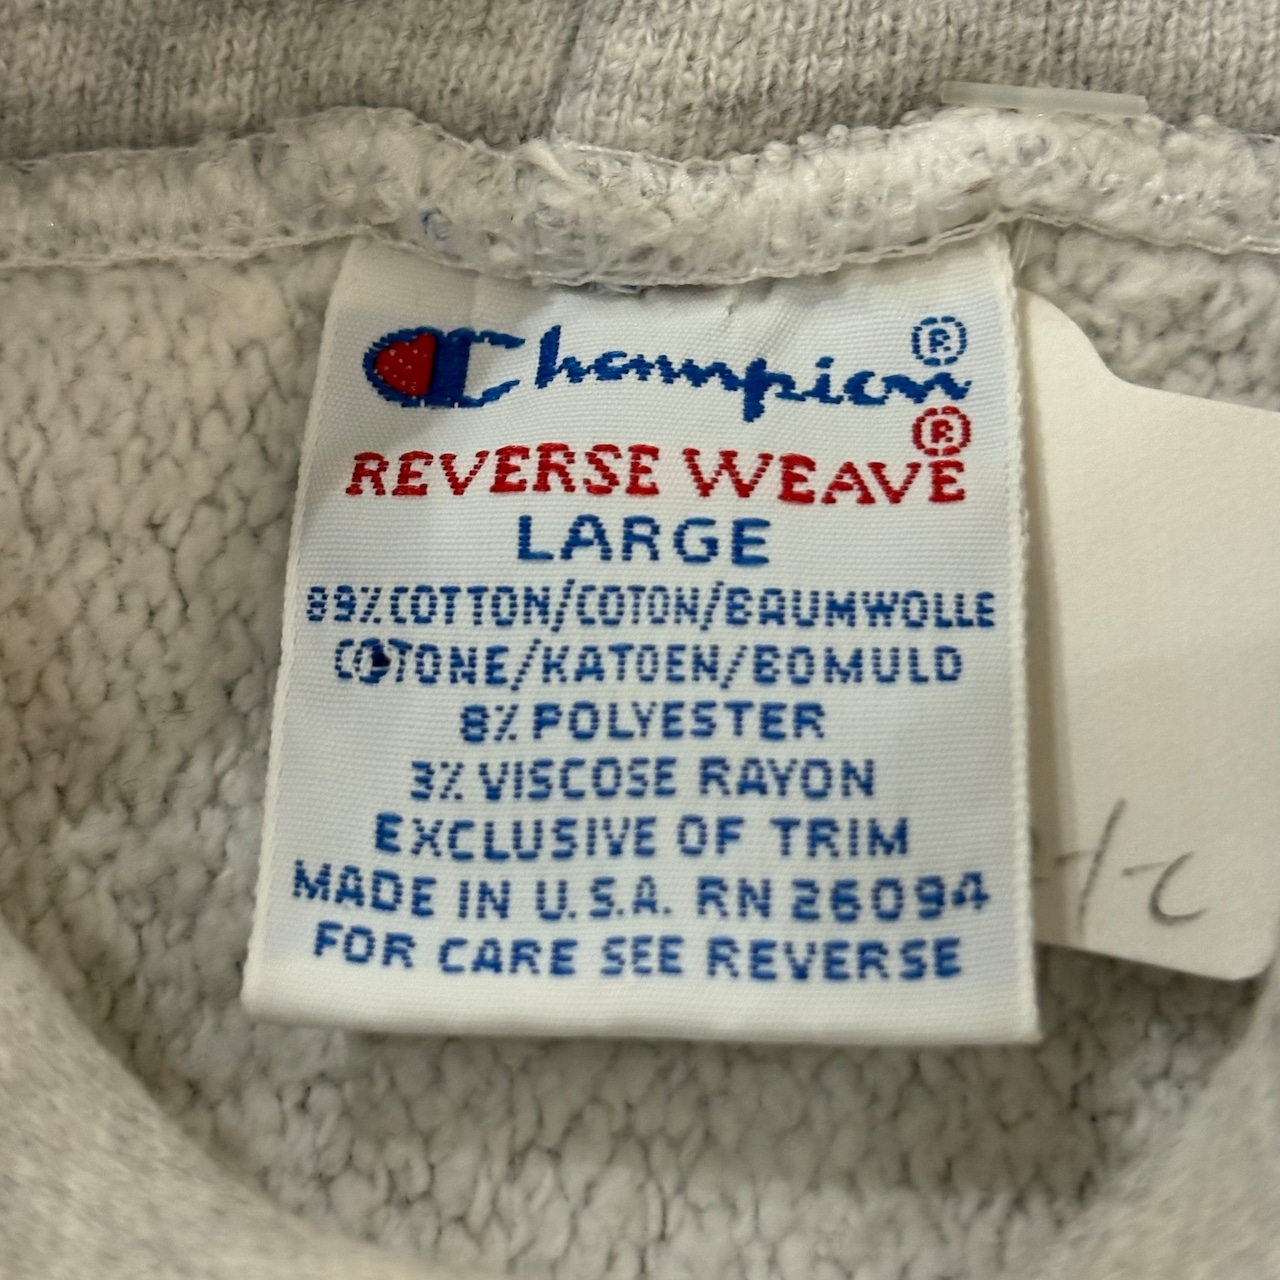 Champion®
REVERSE WEAVE®
LARGE
89% COTTON/COTON/BAUMWOLLE
COTONE/KATOEN/BOMULD
8% POLYESTER
3% VISCOSE RAYON
EXCLUSIVE OF TRIM
MADE IN U.S.A. RN 26094
FOR CARE SEE REVERSE